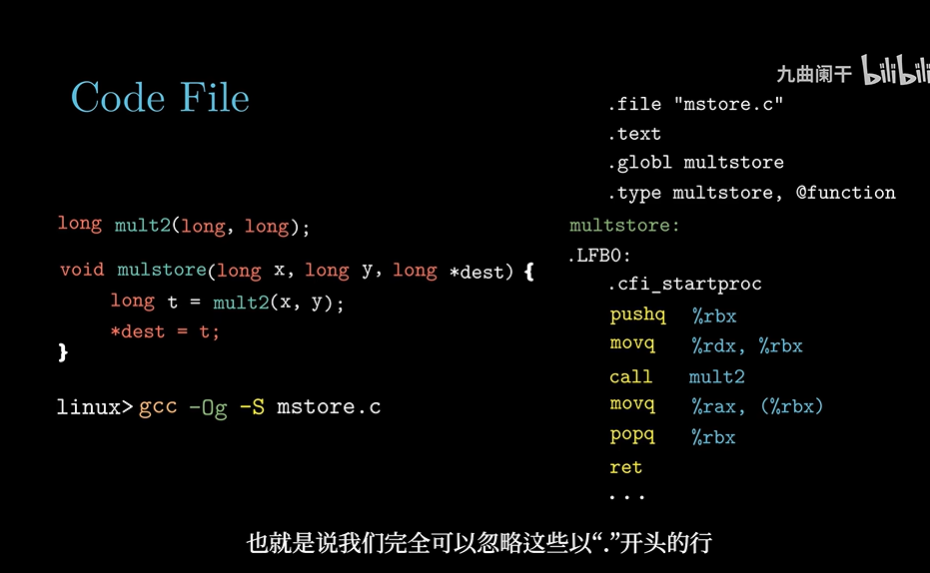 九曲阑干 bilibili
Code File
long mult2(long, long);
void mulstore(long x, long y, long *dest) {
long t = mult2(x, y);
*dest = t;
}
linux> gcc -Og -S mstore.c
.file "mstore.c"
.text
.globl multstore
.type multstore, @function
multstore:
.LFB0:
.cfi_startproc
pushq %rbx
movq %rdx, %rbx
call mult2
movq %rax, (%rbx)
popq %rbx
ret
...
也就是说我们完全可以忽略这些以“.”开头的行